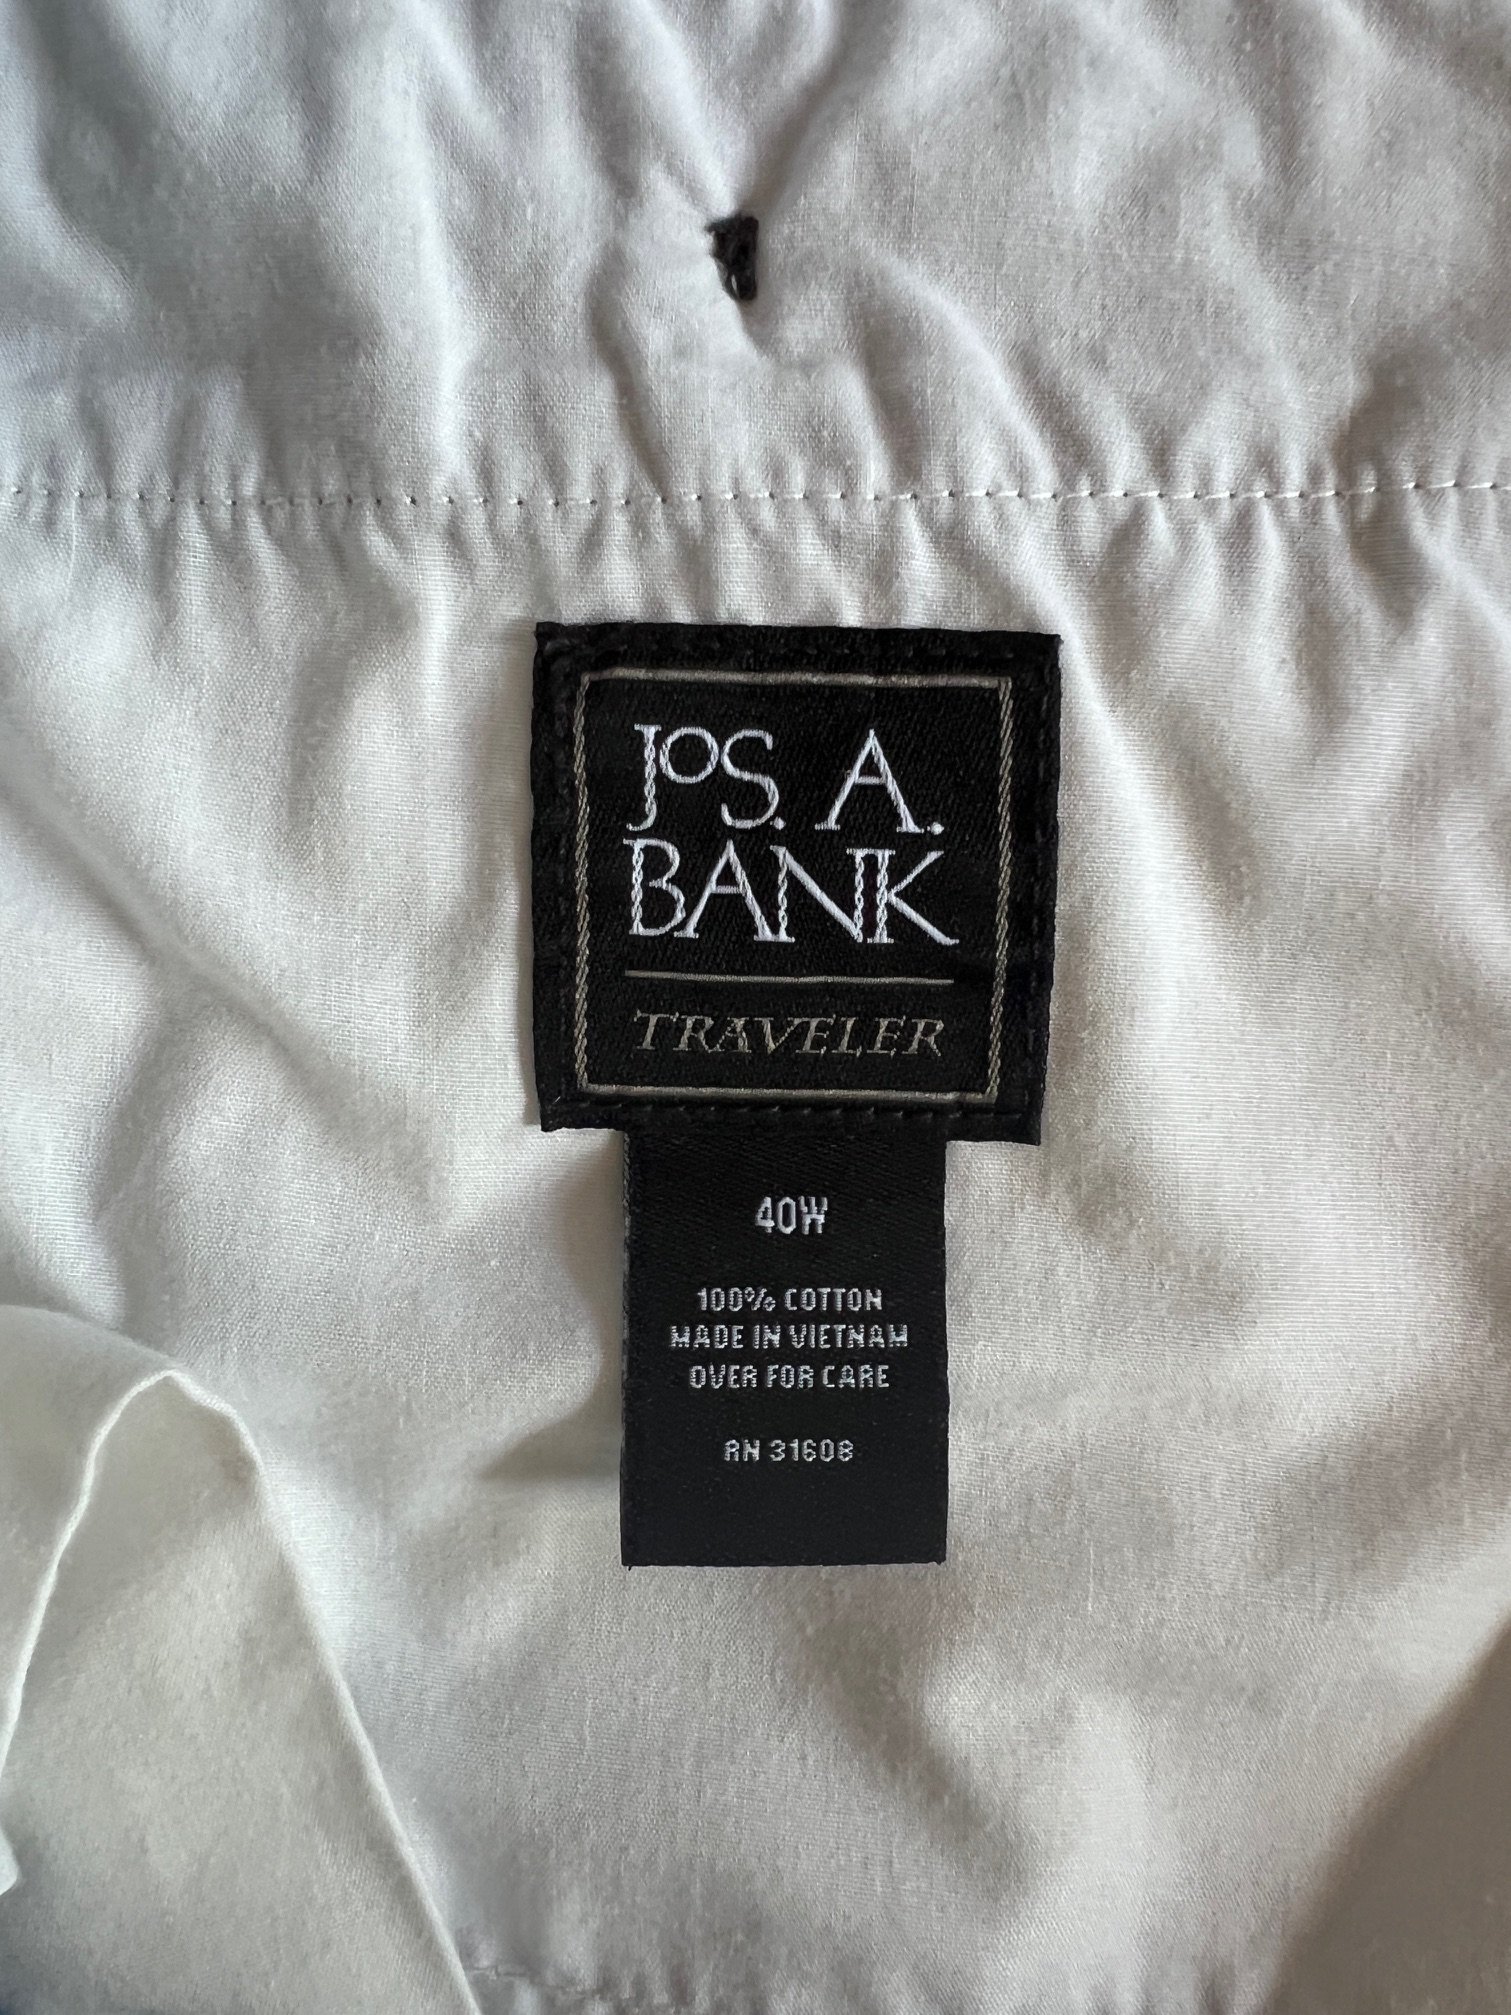 JOS. A.
BANK
TRAVELER
40W
100% COTTON
MADE IN VIETNAM
OVER FOR CARE
RN 31608